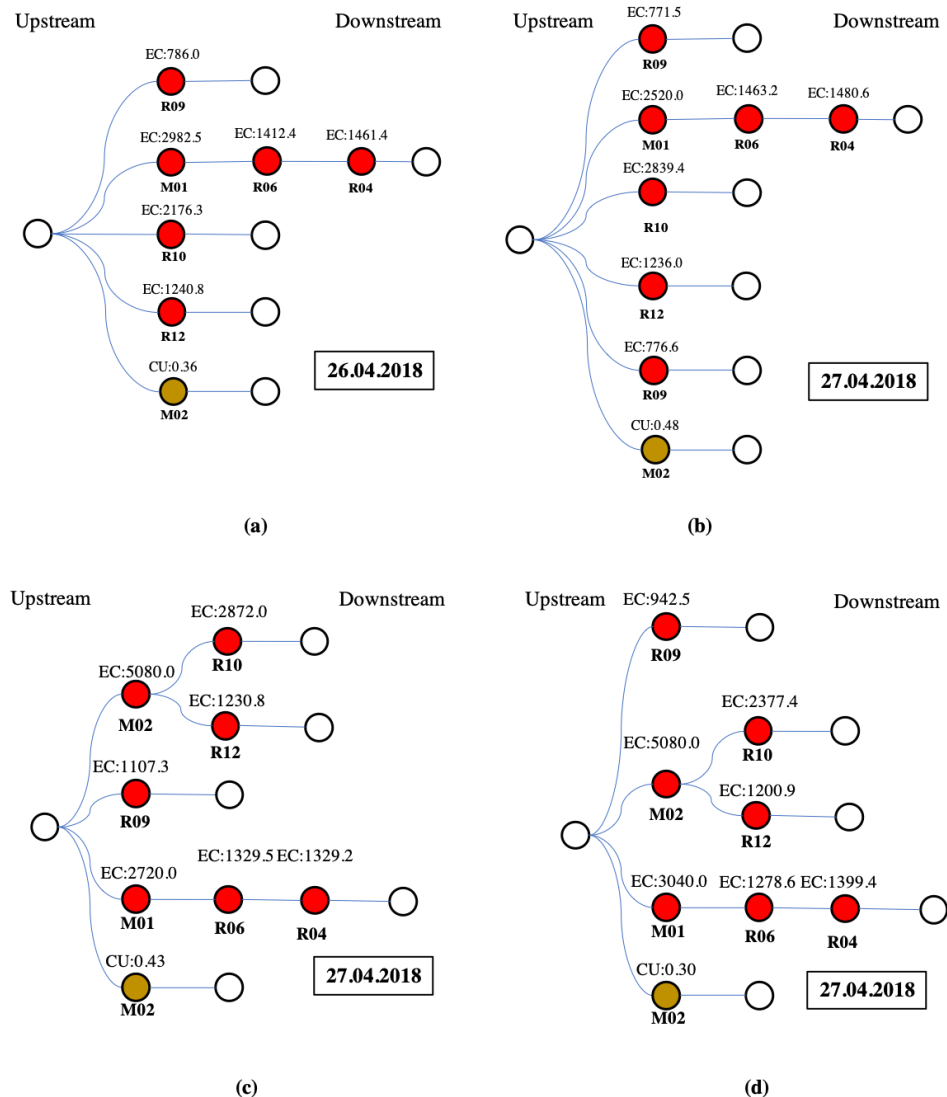 Upstream
Downstream
EC:786.0
R09
EC:2982.5
EC:1412.4
EC:1461.4
M01
R06
R04
EC:2176.3
R10
EC:1240.8
R12
CU:0.36
M02
26.04.2018
(a)
Upstream
Downstream
EC:771.5
R09
EC:2520.0
EC:1463.2
EC:1480.6
M01
R06
R04
EC:2839.4
R10
EC:1236.0
R12
EC:776.6
R09
CU:0.48
M02
27.04.2018
(b)
Upstream
Downstream
EC:2872.0
R10
EC:5080.0
M02
EC:1230.8
R12
EC:1107.3
R09
EC:2720.0
EC:1329.5
EC:1329.2
M01
R06
R04
CU:0.43
M02
27.04.2018
(c)
Upstream
Downstream
EC:942.5
R09
EC:2377.4
R10
EC:5080.0
M02
EC:1200.9
R12
EC:3040.0
EC:1278.6
EC:1399.4
M01
R06
R04
CU:0.30
M02
27.04.2018
(d)